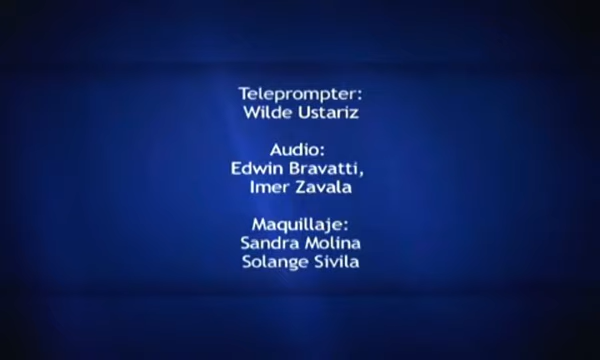 Teleprompter:
Wilde Ustariz
Audio:
Edwin Bravatti,
Imer Zavala
Maquillaje:
Sandra Molina
Solange Sivila